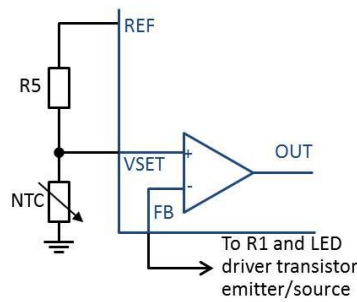 REF
R5
VSET
+
OUT
-
NTC
FB
To R1 and LED
driver transistor
emitter/source